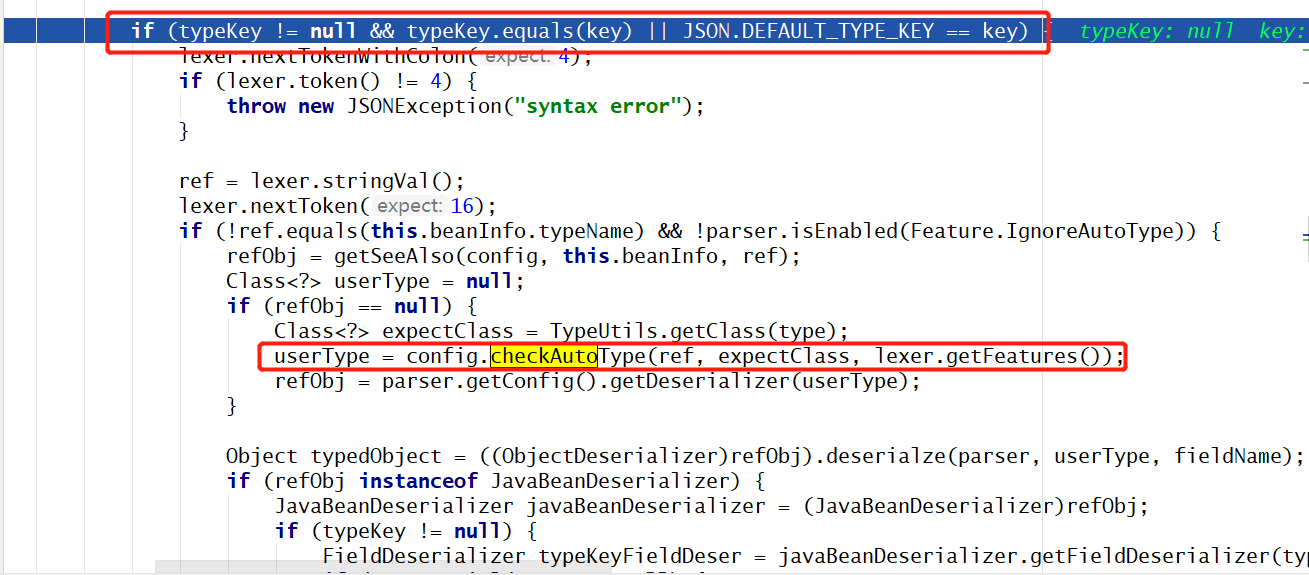 if (typeKey != null && typeKey.equals(key) || JSON.DEFAULT_TYPE_KEY == key) { typeKey: null key:
lexer.nextTokenWithColon( expect: 4);
if (lexer.token() != 4) {
throw new JSONException("syntax error");
}
ref = lexer.stringVal();
lexer.nextToken( expect: 16);
if (!ref.equals(this.beanInfo.typeName) && !parser.isEnabled(Feature.IgnoreAutoType)) {
refObj = getSeeAlso(config, this.beanInfo, ref);
Class<?> userType = null;
if (refObj == null) {
Class<?> expectClass = TypeUtils.getClass(type);
userType = config.checkAutoType(ref, expectClass, lexer.getFeatures());
refObj = parser.getConfig().getDeserializer(userType);
}
Object typedObject = ((ObjectDeserializer)refObj).deserialze(parser, userType, fieldName);
if (refObj instanceof JavaBeanDeserializer) {
JavaBeanDeserializer javaBeanDeserializer = (JavaBeanDeserializer)refObj;
if (typeKey != null) {
FieldDeserializer typeKeyFieldDeser = javaBeanDeserializer.getFieldDeserializer(ty